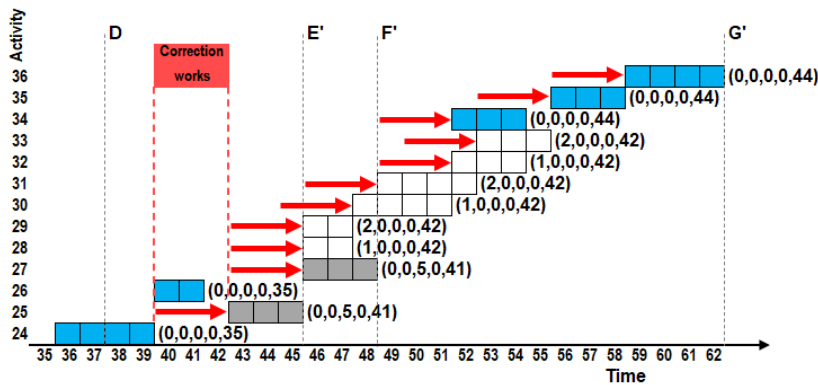 D
E'
F'
G'
Activity
Correction
works
36
(0,0,0,0,44)
35
(0,0,0,0,44)
34
(0,0,0,0,44)
33
(2,0,0,0,42)
32
(1,0,0,0,42)
31
(2,0,0,0,42)
30
(1,0,0,0,42)
29
(2,0,0,0,42)
28
(1,0,0,0,42)
27
(0,0,5,0,41)
26
(0,0,0,0,35)
25
(0,0,5,0,41)
24
(0,0,0,0,35)
35 36 37 38 39 40 41 42 43 44 45 46 47 48 49 50 51 52 53 54 55 56 57 58 59 60 61 62
Time